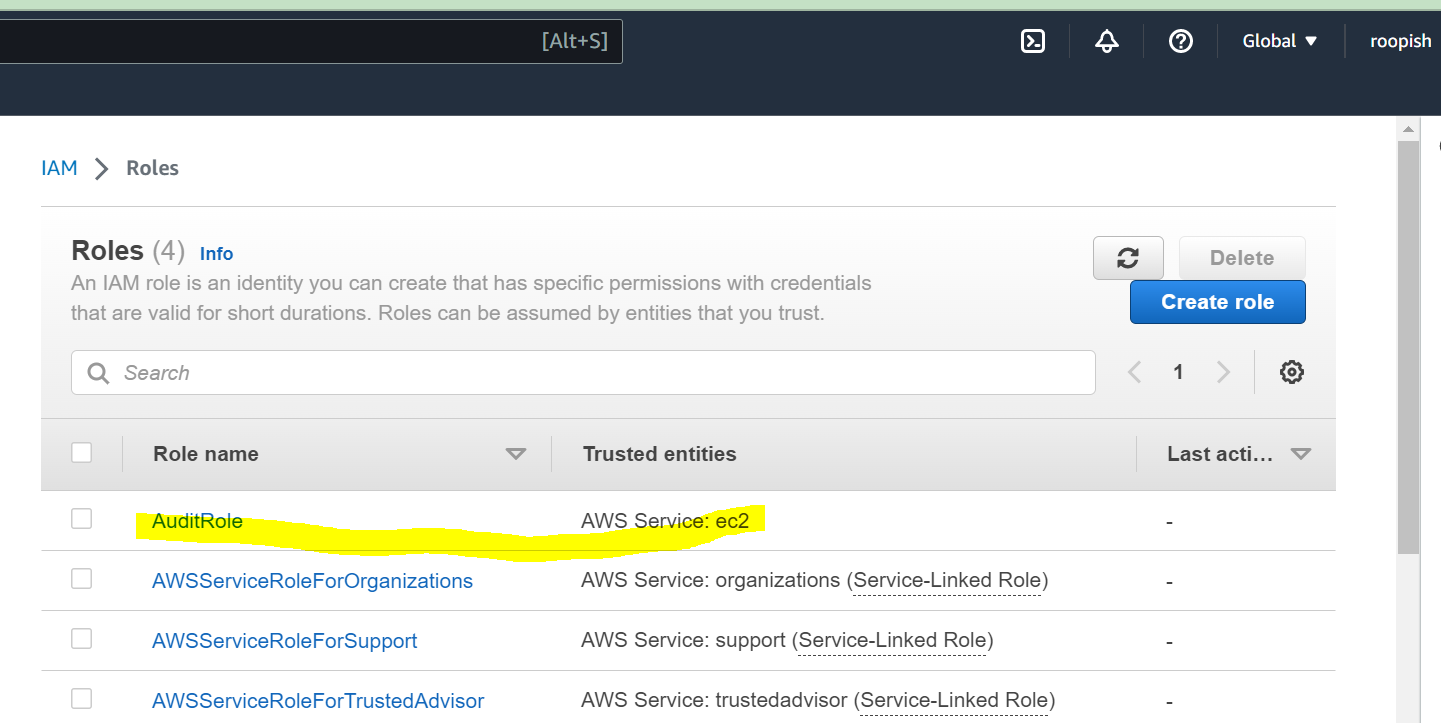 [Alt+S] Global roopish
IAM Roles
Roles (4) Info
Delete
An IAM role is an identity you can create that has specific permissions with credentials
that are valid for short durations. Roles can be assumed by entities that you trust.
Create role
Search 1
Role name Trusted entities Last acti...
AuditRole AWS Service: ec2 -
AWSServiceRoleForOrganizations AWS Service: organizations (Service-Linked Role) -
AWSServiceRoleForSupport AWS Service: support (Service-Linked Role) -
AWSServiceRoleForTrustedAdvisor AWS Service: trustedadvisor (Service-Linked Role) -